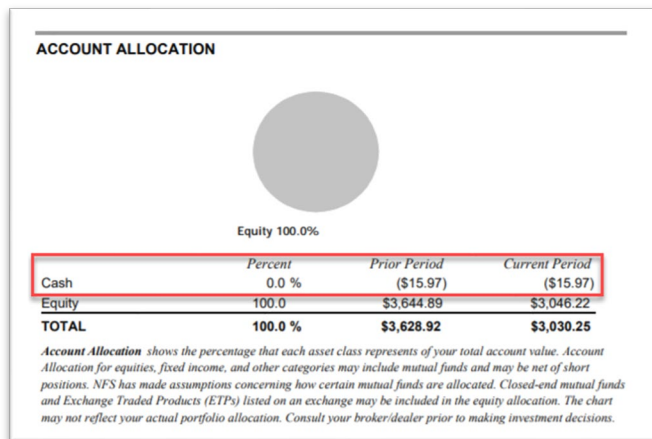 ACCOUNT ALLOCATION
Equity 100.0%
Percent Prior Period Current Period
Cash 0.0 % ($15.97) ($15.97)
Equity 100.0 $3,644.89 $3,046.22
TOTAL 100.0 % $3,628.92 $3,030.25
Account Allocation shows the percentage that each asset class represents of your total account value. Account
Allocation for equities, fixed income, and other categories may include mutual funds and may be net of short
positions. NFS has made assumptions concerning how certain mutual funds are allocated. Closed-end mutual funds
and Exchange Traded Products (ETPs) listed on an exchange may be included in the equity allocation. The chart
may not reflect your actual portfolio allocation. Consult your broker/dealer prior to making investment decisions.